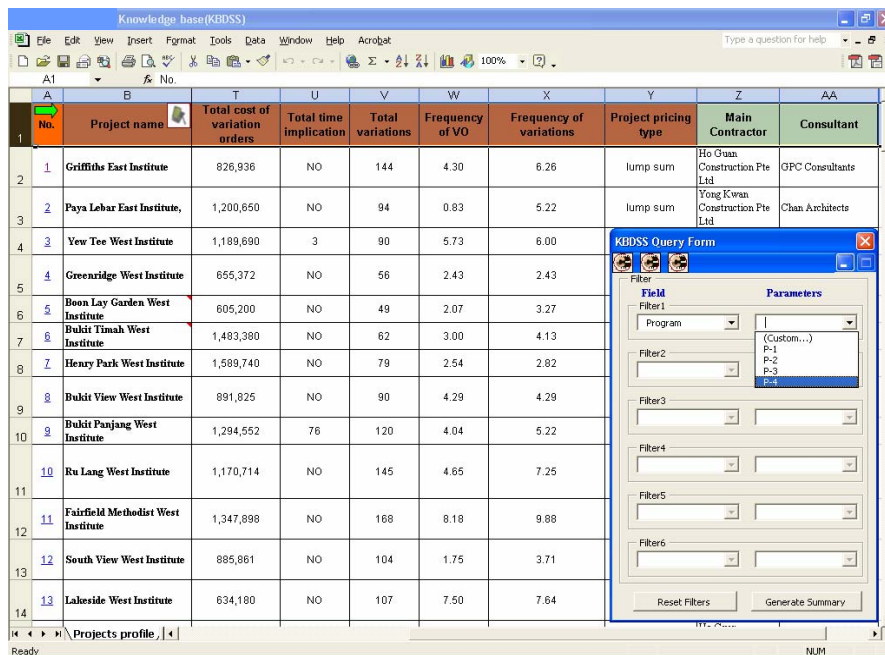 Knowledge base(KBDSS)
File Edit View Insert Format Tools Data Window Help Acrobat Type a question for help
100%
A1 fx No.
A B T U V W X Y Z AA
1 No. Project name Total cost of variation orders Total time implication Total variations Frequency of VO Frequency of variations Project pricing type Main Contractor Consultant
2 1 Griffiths East Institute 826,936 NO 144 4.30 6.26 lump sum Ho Guan Construction Pte Ltd GPC Consultants
3 2 Paya Lebar East Institute, 1,200,650 NO 94 0.83 5.22 lump sum Yong Kwan Construction Pte Ltd Chan Architects
4 3 Yew Tee West Institute 1,189,690 3 90 5.73 6.00
5 4 Greenridge West Institute 655,372 NO 56 2.43 2.43
6 5 Boon Lay Garden West Institute 605,200 NO 49 2.07 3.27
7 6 Bukit Timah West Institute 1,483,380 NO 62 3.00 4.13
8 7 Henry Park West Institute 1,589,740 NO 79 2.54 2.82
9 8 Bukit View West Institute 891,825 NO 90 4.29 4.29
10 9 Bukit Panjang West Institute 1,294,552 76 120 4.04 5.22
11 10 Ru Lang West Institute 1,170,714 NO 145 4.65 7.25
12 11 Fairfield Methodist West Institute 1,347,898 NO 168 8.18 9.88
13 12 South View West Institute 885,861 NO 104 1.75 3.71
14 13 Lakeside West Institute 634,180 NO 107 7.50 7.64
KBDSS Query Form
Filter
Field Parameters
Filter1
Program
(Custom...)
P-1
P-2
P-3
P-4
Filter2
Filter3
Filter4
Filter5
Filter6
Reset Filters Generate Summary
Projects profile
Ready NUM